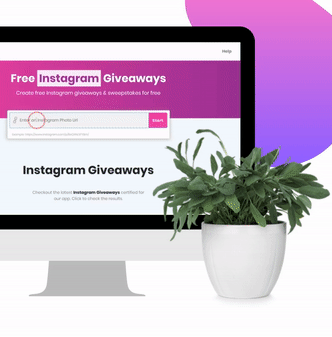 Help
Free Instagram Giveaways
Create free Instagram giveaways & sweepstakes for free
Enter an Instagram Photo Url
Start
Instagram Giveaways
Checkout the latest Instagram Giveaways certified for
our app. Click to check the results